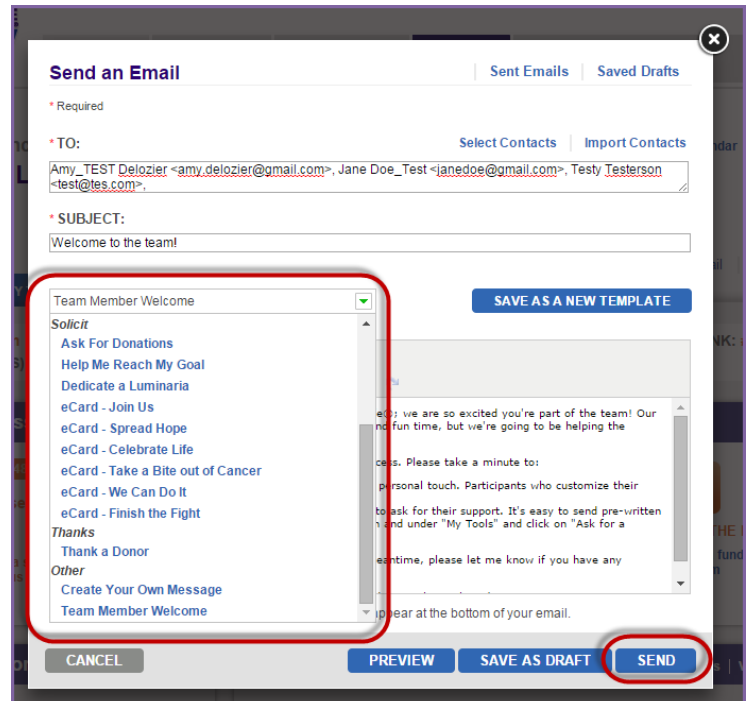 Send an Email
Sent Emails
Saved Drafts
* Required
* TO:
Select Contacts
Import Contacts
Amy_TEST Delozier <amy.delozier@gmail.com>, Jane Doe_Test <janedoe@gmail.com>, Testy Testerson
<test@tes.com>,
* SUBJECT:
Welcome to the team!
Team Member Welcome
SAVE AS A NEW TEMPLATE
Solicit
Ask For Donations
Help Me Reach My Goal
Dedicate a Luminaria
eCard - Join Us
eCard - Spread Hope
eCard - Celebrate Life
eCard - Take a Bite out of Cancer
eCard - We Can Do It
eCard - Finish the Fight
Thanks
Thank a Donor
Other
Create Your Own Message
Team Member Welcome
we are so excited you're part of the team! Our
fun time, but we're going to be helping the
Please take a minute to:
personal touch. Participants who customize their
to ask for their support. It's easy to send pre-written
and under "My Tools" and click on "Ask for a
please let me know if you have any
appear at the bottom of your email.
CANCEL
PREVIEW
SAVE AS DRAFT
SEND